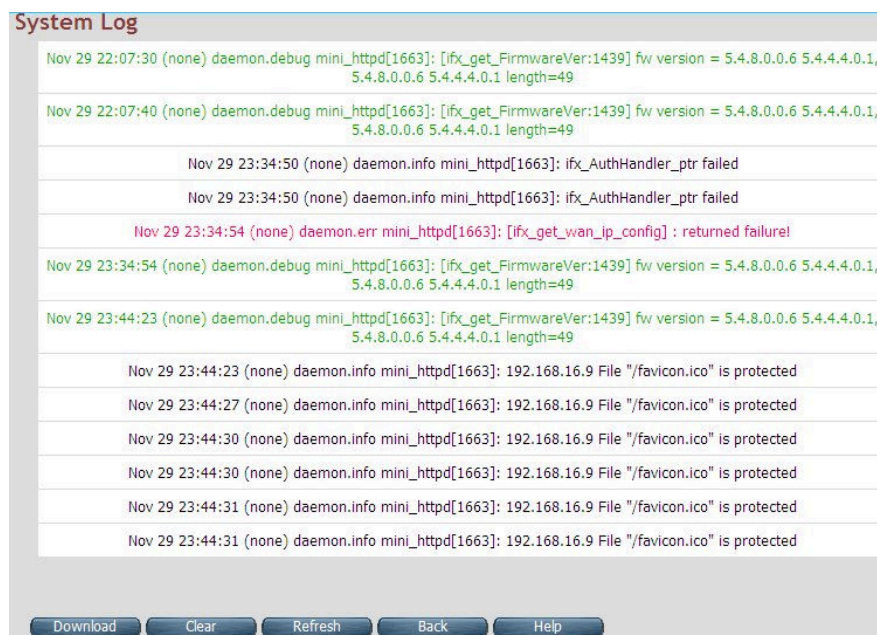 System Log
Nov 29 22:07:30 (none) daemon.debug mini_httpd[1663]: [ifx_get_FirmwareVer:1439] fw version = 5.4.8.0.0.6 5.4.4.4.0.1,
5.4.8.0.0.6 5.4.4.4.0.1 length=49
Nov 29 22:07:40 (none) daemon.debug mini_httpd[1663]: [ifx_get_FirmwareVer:1439] fw version = 5.4.8.0.0.6 5.4.4.4.0.1,
5.4.8.0.0.6 5.4.4.4.0.1 length=49
Nov 29 23:34:50 (none) daemon.info mini_httpd[1663]: ifx_AuthHandler_ptr failed
Nov 29 23:34:50 (none) daemon.info mini_httpd[1663]: ifx_AuthHandler_ptr failed
Nov 29 23:34:54 (none) daemon.err mini_httpd[1663]: [ifx_get_wan_ip_config] : returned failure!
Nov 29 23:34:54 (none) daemon.debug mini_httpd[1663]: [ifx_get_FirmwareVer:1439] fw version = 5.4.8.0.0.6 5.4.4.4.0.1,
5.4.8.0.0.6 5.4.4.4.0.1 length=49
Nov 29 23:44:23 (none) daemon.debug mini_httpd[1663]: [ifx_get_FirmwareVer:1439] fw version = 5.4.8.0.0.6 5.4.4.4.0.1,
5.4.8.0.0.6 5.4.4.4.0.1 length=49
Nov 29 23:44:23 (none) daemon.info mini_httpd[1663]: 192.168.16.9 File "/favicon.ico" is protected
Nov 29 23:44:27 (none) daemon.info mini_httpd[1663]: 192.168.16.9 File "/favicon.ico" is protected
Nov 29 23:44:30 (none) daemon.info mini_httpd[1663]: 192.168.16.9 File "/favicon.ico" is protected
Nov 29 23:44:30 (none) daemon.info mini_httpd[1663]: 192.168.16.9 File "/favicon.ico" is protected
Nov 29 23:44:31 (none) daemon.info mini_httpd[1663]: 192.168.16.9 File "/favicon.ico" is protected
Nov 29 23:44:31 (none) daemon.info mini_httpd[1663]: 192.168.16.9 File "/favicon.ico" is protected
Download Clear Refresh Back Help